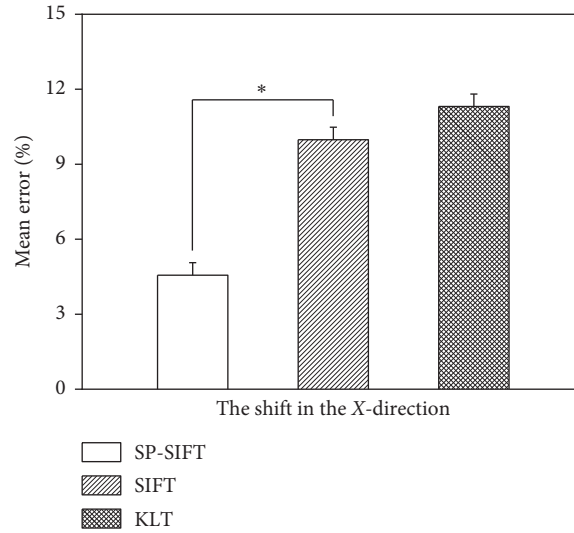 15
12
9
6
3
0
Mean error (%)
*
The shift in the X-direction
SP-SIFT
SIFT
KLT